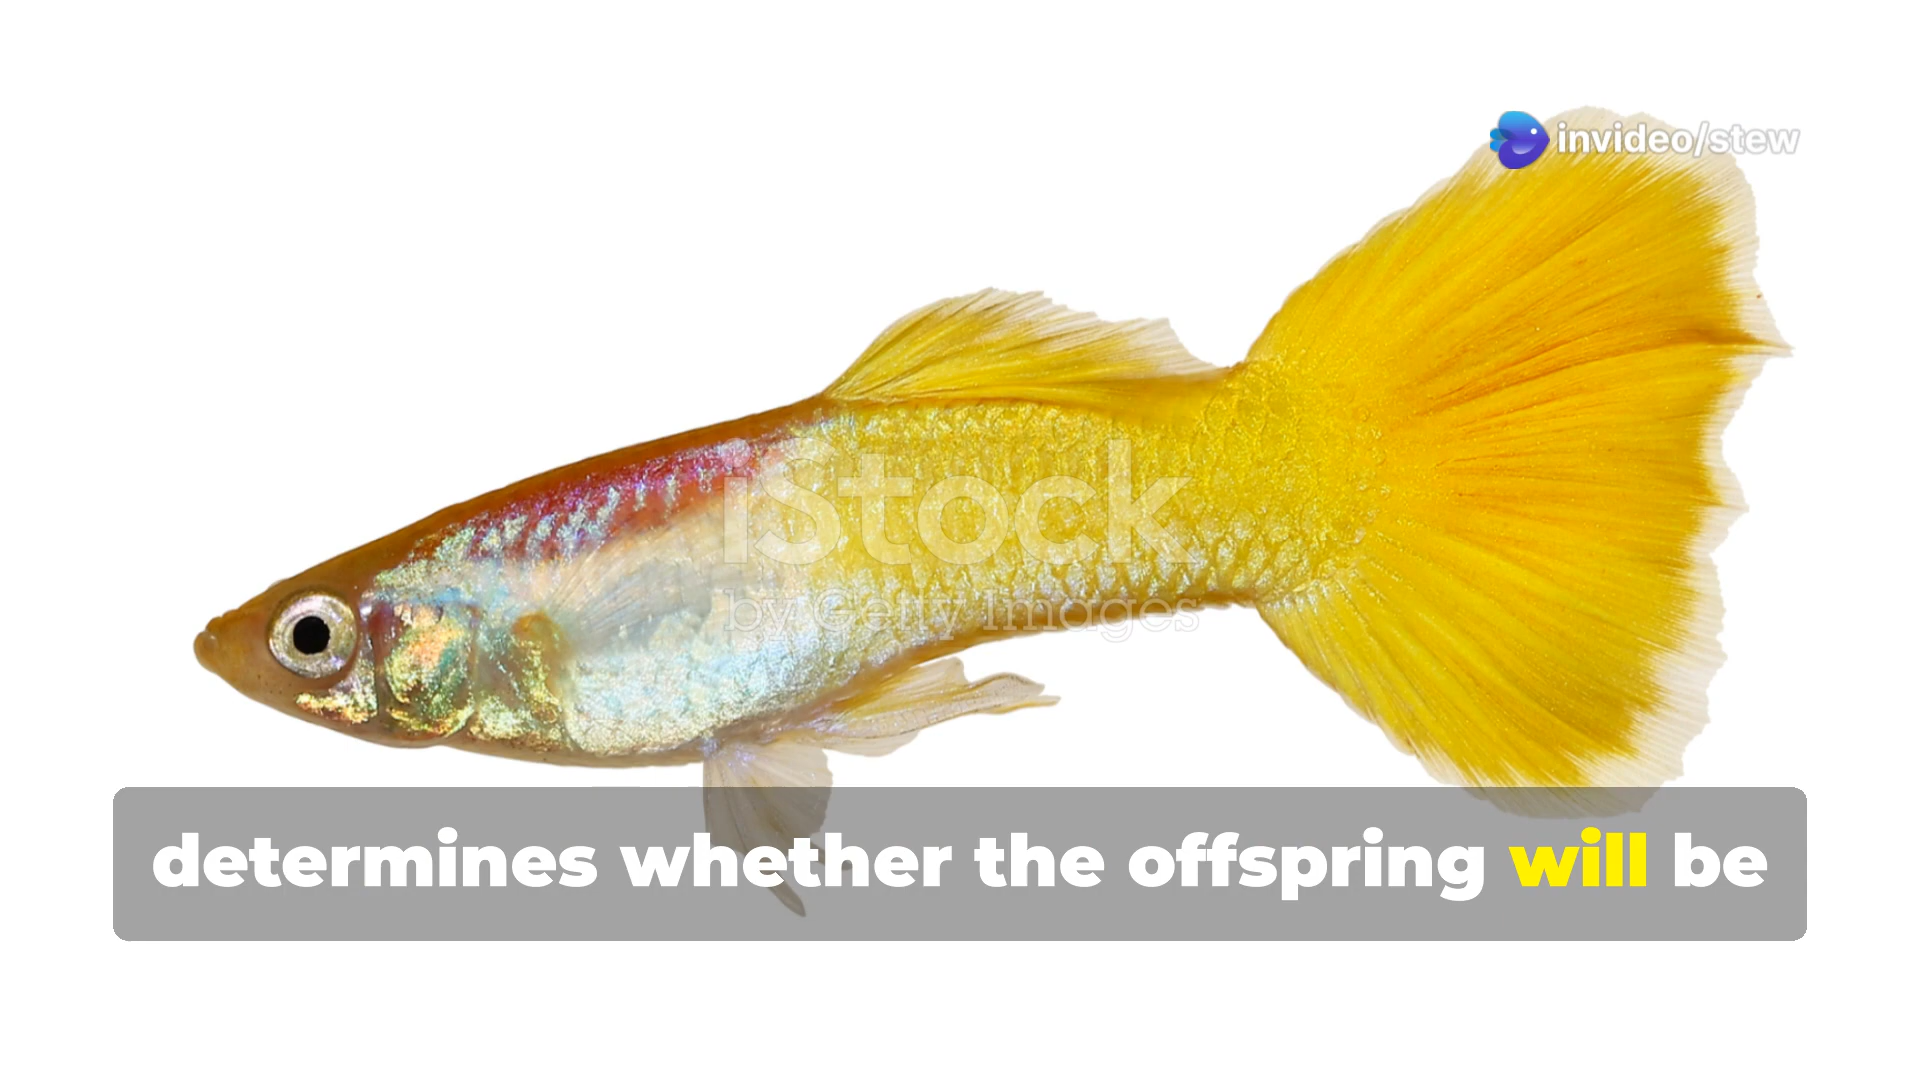 invideo/stew
iStock
by Getty Images
determines whether the offspring will be